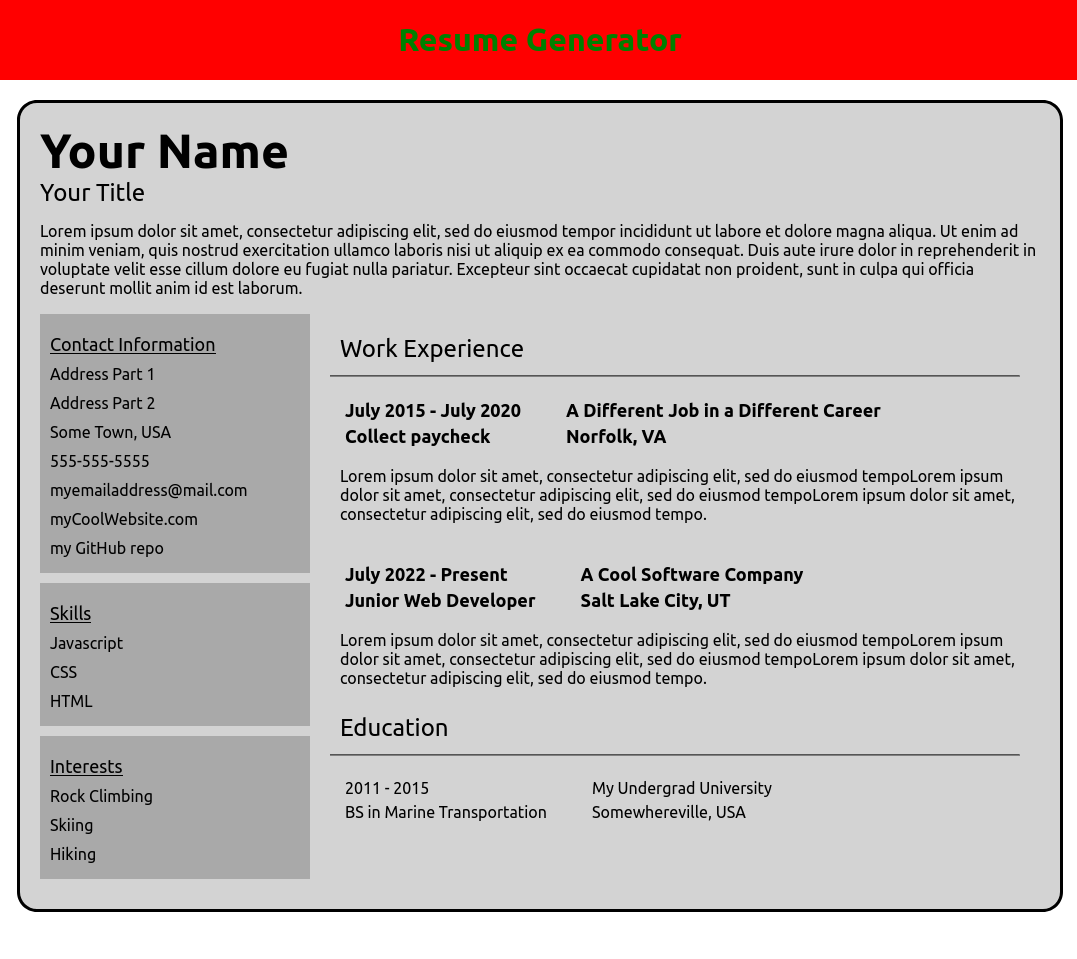 Resume Generator
Your Name
Your Title
Lorem ipsum dolor sit amet, consectetur adipiscing elit, sed do eiusmod tempor incididunt ut labore et dolore magna aliqua. Ut enim ad
minim veniam, quis nostrud exercitation ullamco laboris nisi ut aliquip ex ea commodo consequat. Duis aute irure dolor in reprehenderit in
voluptate velit esse cillum dolore eu fugiat nulla pariatur. Excepteur sint occaecat cupidatat non proident, sunt in culpa qui officia
deserunt mollit anim id est laborum.
Contact Information
Address Part 1
Address Part 2
Some Town, USA
555-555-5555
myemailaddress@mail.com
myCoolWebsite.com
my GitHub repo
Skills
Javascript
CSS
HTML
Interests
Rock Climbing
Skiing
Hiking
Work Experience
July 2015 - July 2020 A Different Job in a Different Career
Collect paycheck Norfolk, VA
Lorem ipsum dolor sit amet, consectetur adipiscing elit, sed do eiusmod tempoLorem ipsum
dolor sit amet, consectetur adipiscing elit, sed do eiusmod tempoLorem ipsum dolor sit amet,
consectetur adipiscing elit, sed do eiusmod tempo.
July 2022 - Present A Cool Software Company
Junior Web Developer Salt Lake City, UT
Lorem ipsum dolor sit amet, consectetur adipiscing elit, sed do eiusmod tempoLorem ipsum
dolor sit amet, consectetur adipiscing elit, sed do eiusmod tempoLorem ipsum dolor sit amet,
consectetur adipiscing elit, sed do eiusmod tempo.
Education
2011 - 2015 My Undergrad University
BS in Marine Transportation Somewhereville, USA